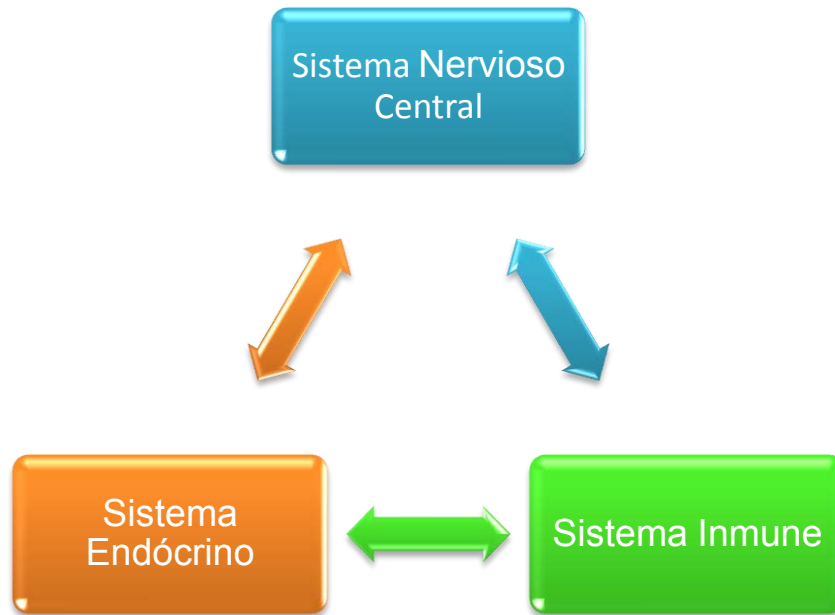 Sistema Nervioso
Central
Sistema
Endócrino
Sistema Inmune